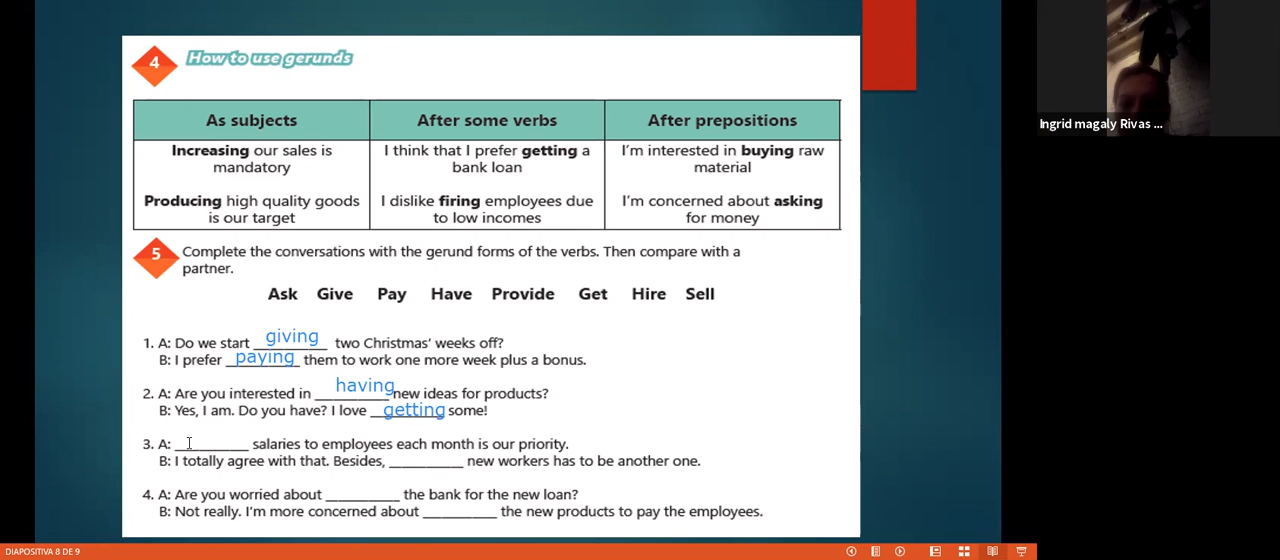 4 How to use gerunds
As subjects After some verbs After prepositions
Increasing our sales is mandatory I think that I prefer getting a bank loan I'm interested in buying raw material
Producing high quality goods is our target I dislike firing employees due to low incomes I'm concerned about asking for money
5 Complete the conversations with the gerund forms of the verbs. Then compare with a
partner.
Ask Give Pay Have Provide Get Hire Sell
1. A: Do we start giving two Christmas' weeks off?
B: I prefer paying them to work one more week plus a bonus.
2. A: Are you interested in having new ideas for products?
B: Yes, I am. Do you have? I love getting some!
3. A: __________ salaries to employees each month is our priority.
B: I totally agree with that. Besides, __________ new workers has to be another one.
4. A: Are you worried about __________ the bank for the new loan?
B: Not really. I'm more concerned about __________ the new products to pay the employees.
Ingrid magaly Rivas ...
DIAPOSITIVA 8 DE 9